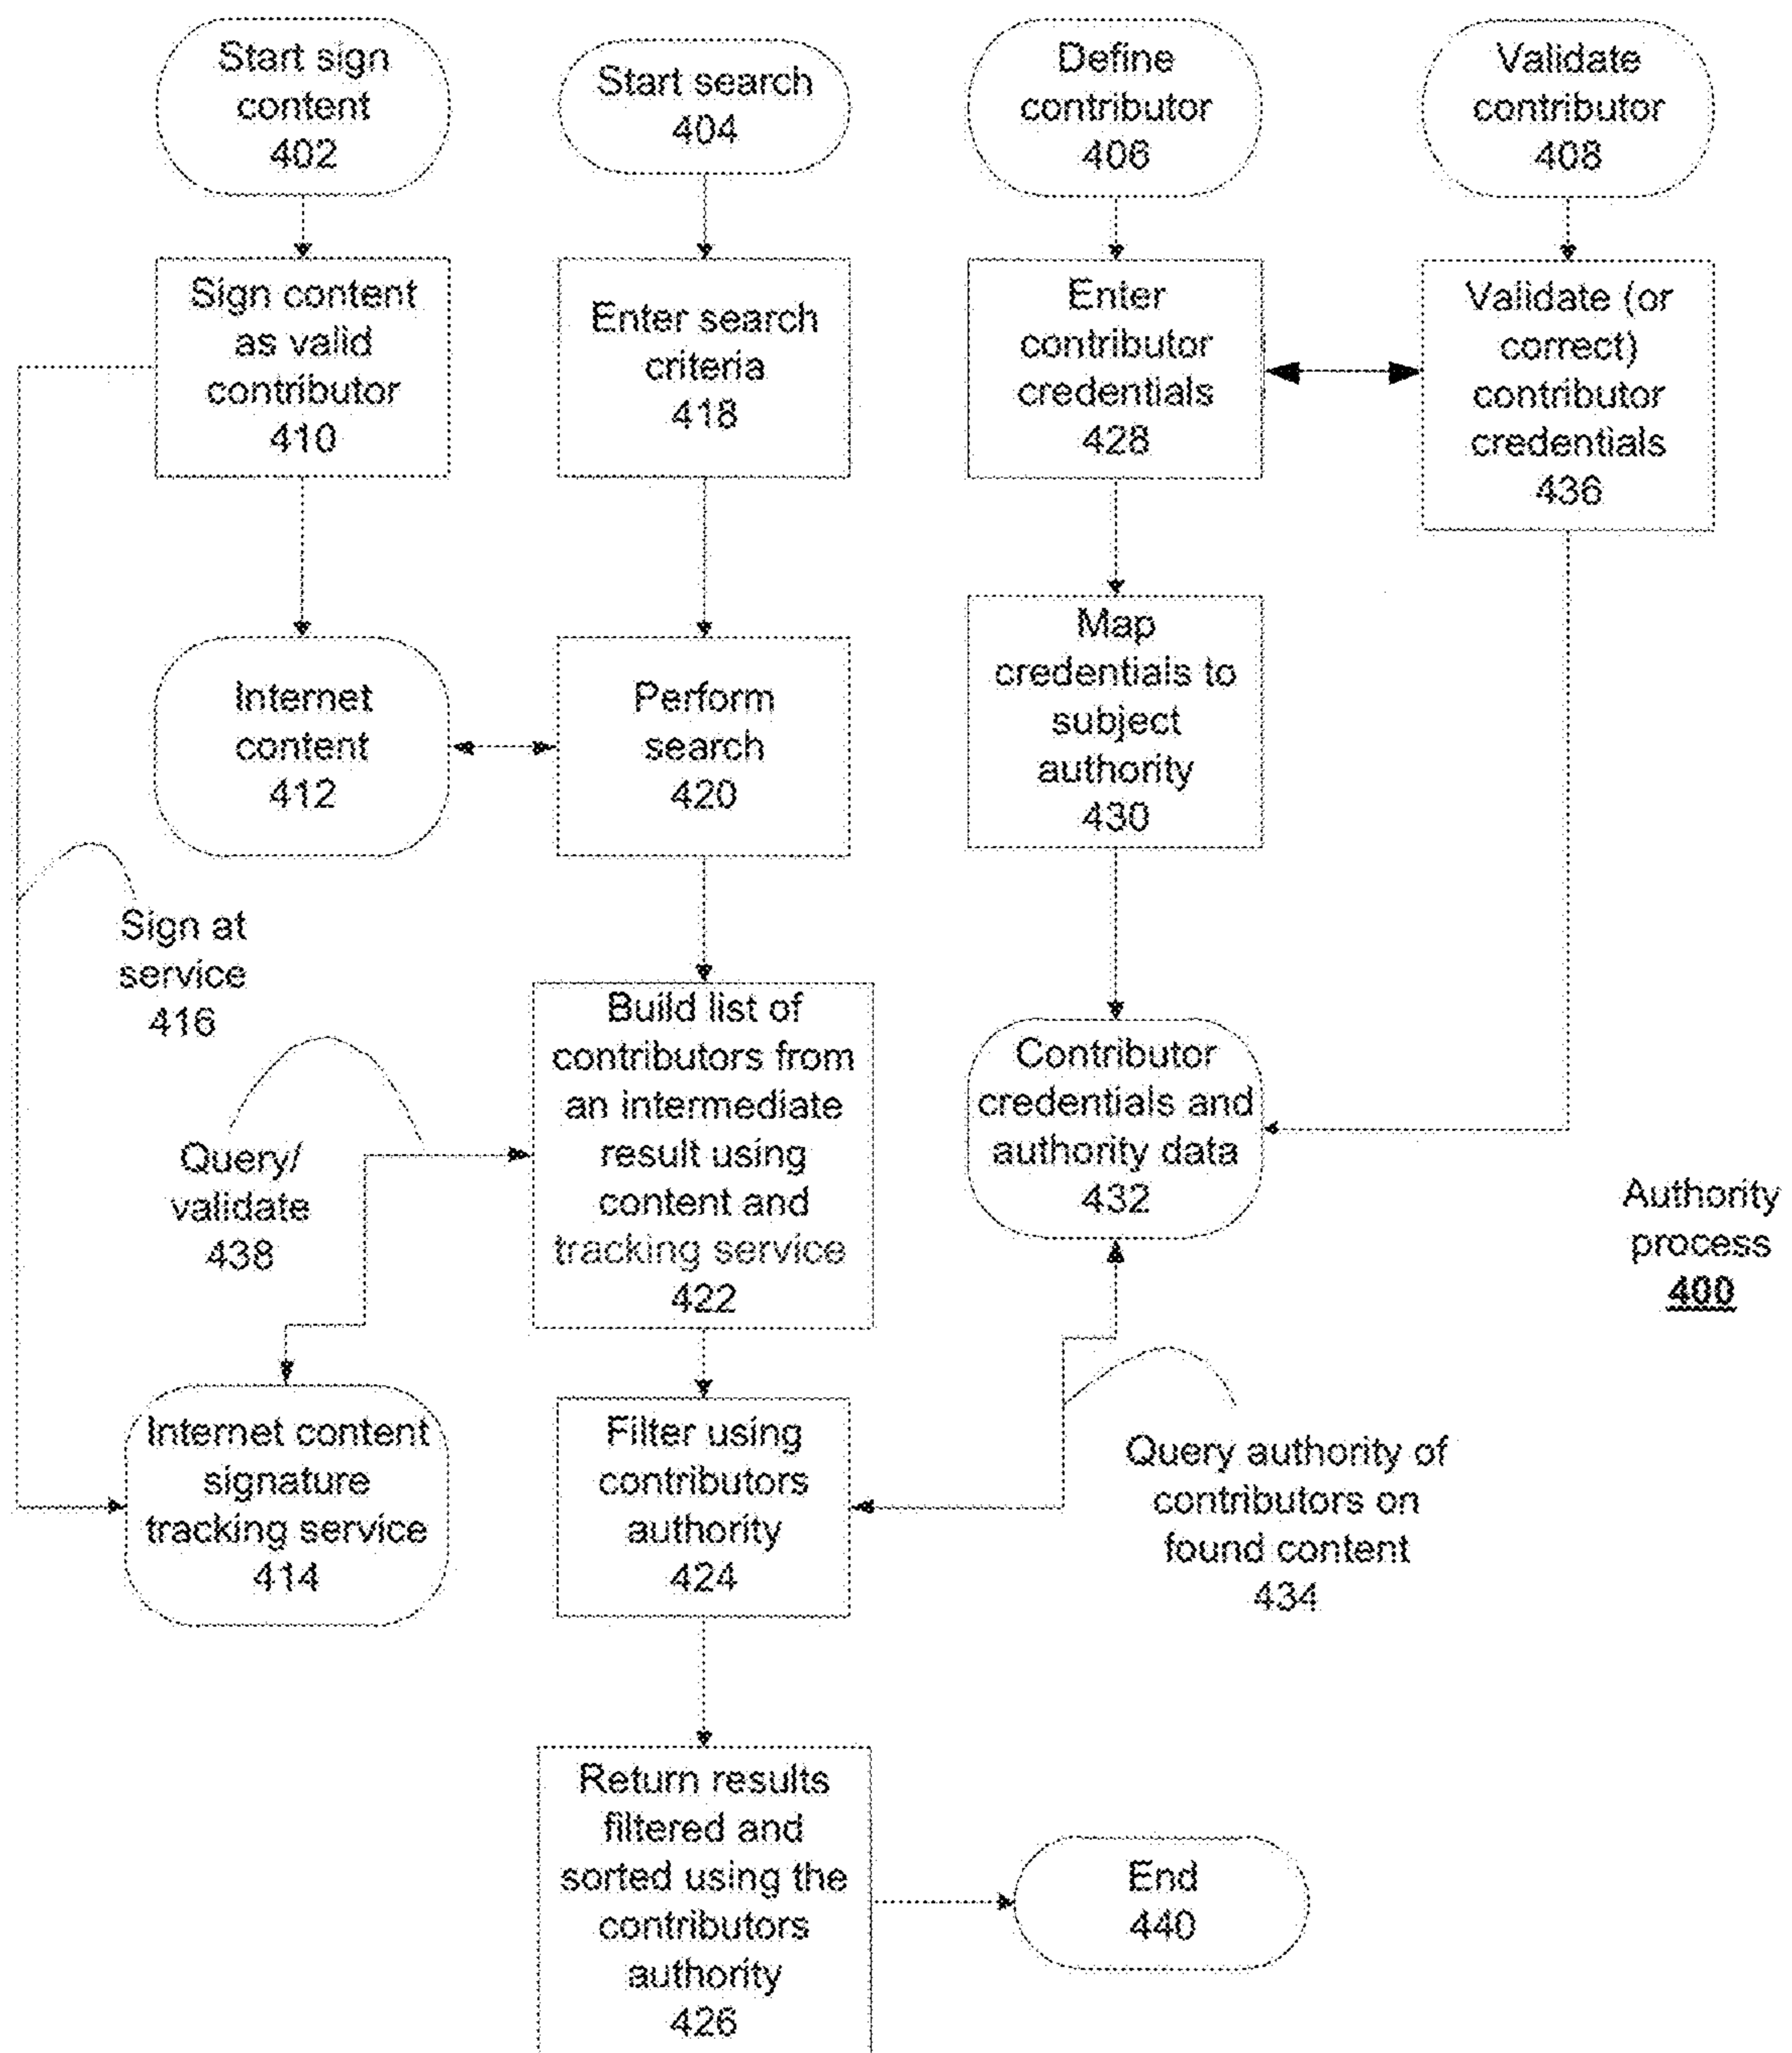 Start sign
content
402
Start search
404
Define
contributor
406
Validate
contributor
408
Sign content
as valid
contributor
410
Enter search
criteria
418
Enter
contributor
credentials
428
Validate (or
correct)
contributor
credentials
436
Internet
content
412
Perform
search
420
Map
credentials to
subject
authority
430
Sign at
service
416
Build list of
contributors from
an intermediate
result using
content and
tracking service
422
Contributor
credentials and
authority data
432
Query/
validate
438
Authority
process
400
Internet content
signature
tracking service
414
Filter using
contributors
authority
424
Query authority of
contributors on
found content
434
Return results
filtered and
sorted using the
contributors
authority
426
End
440